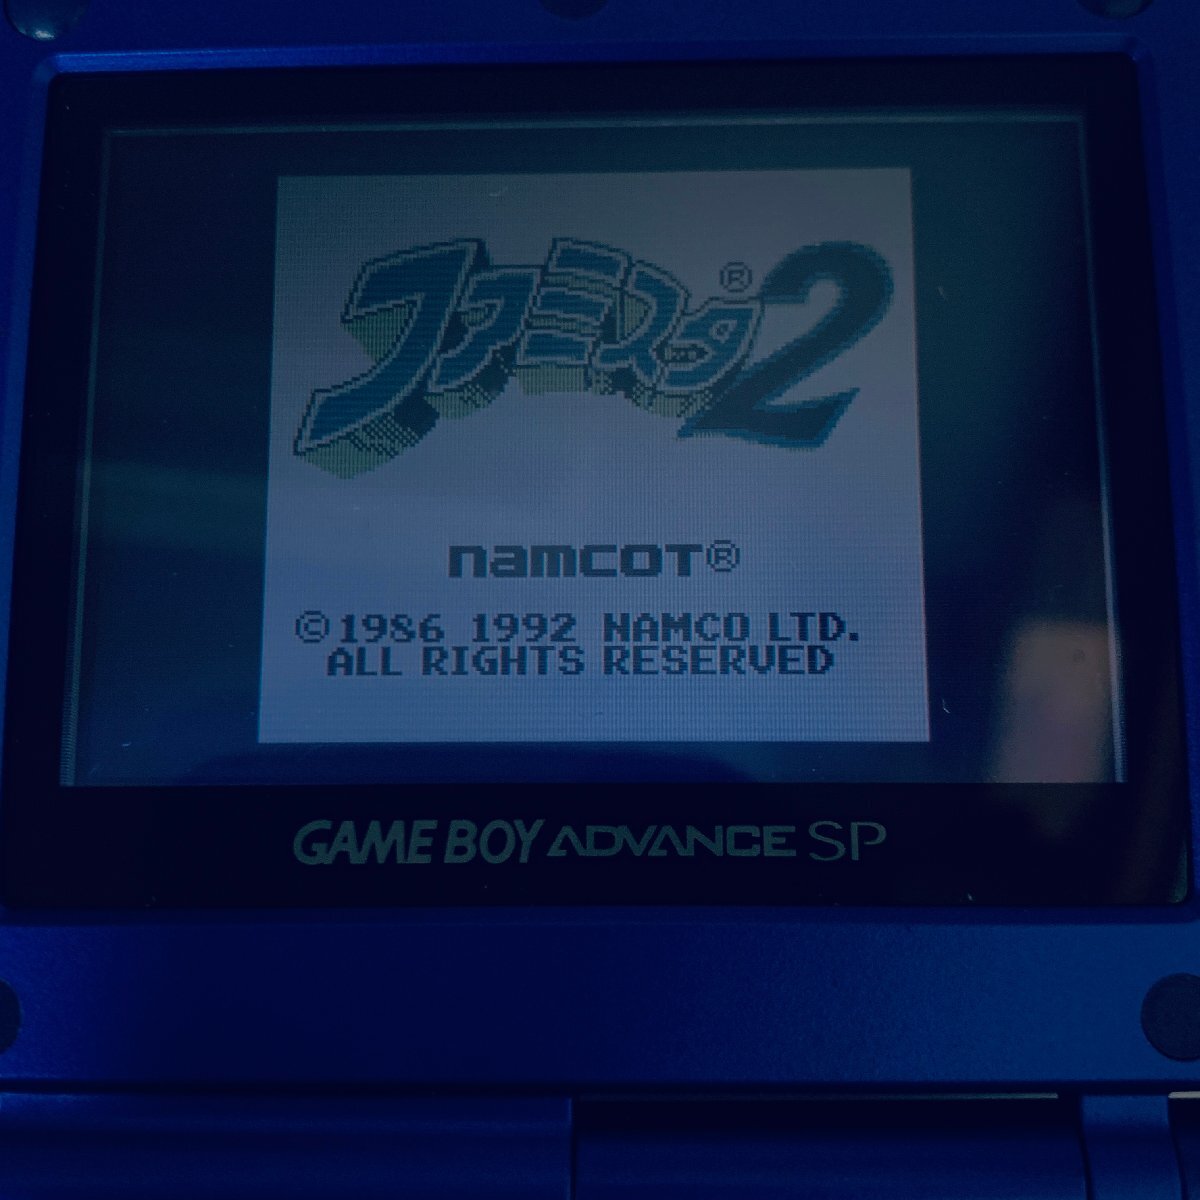 ファミスタ®2
namcot®
©1986 1992 NAMCO LTD.
ALL RIGHTS RESERVED
GAME BOY ADVANCE SP